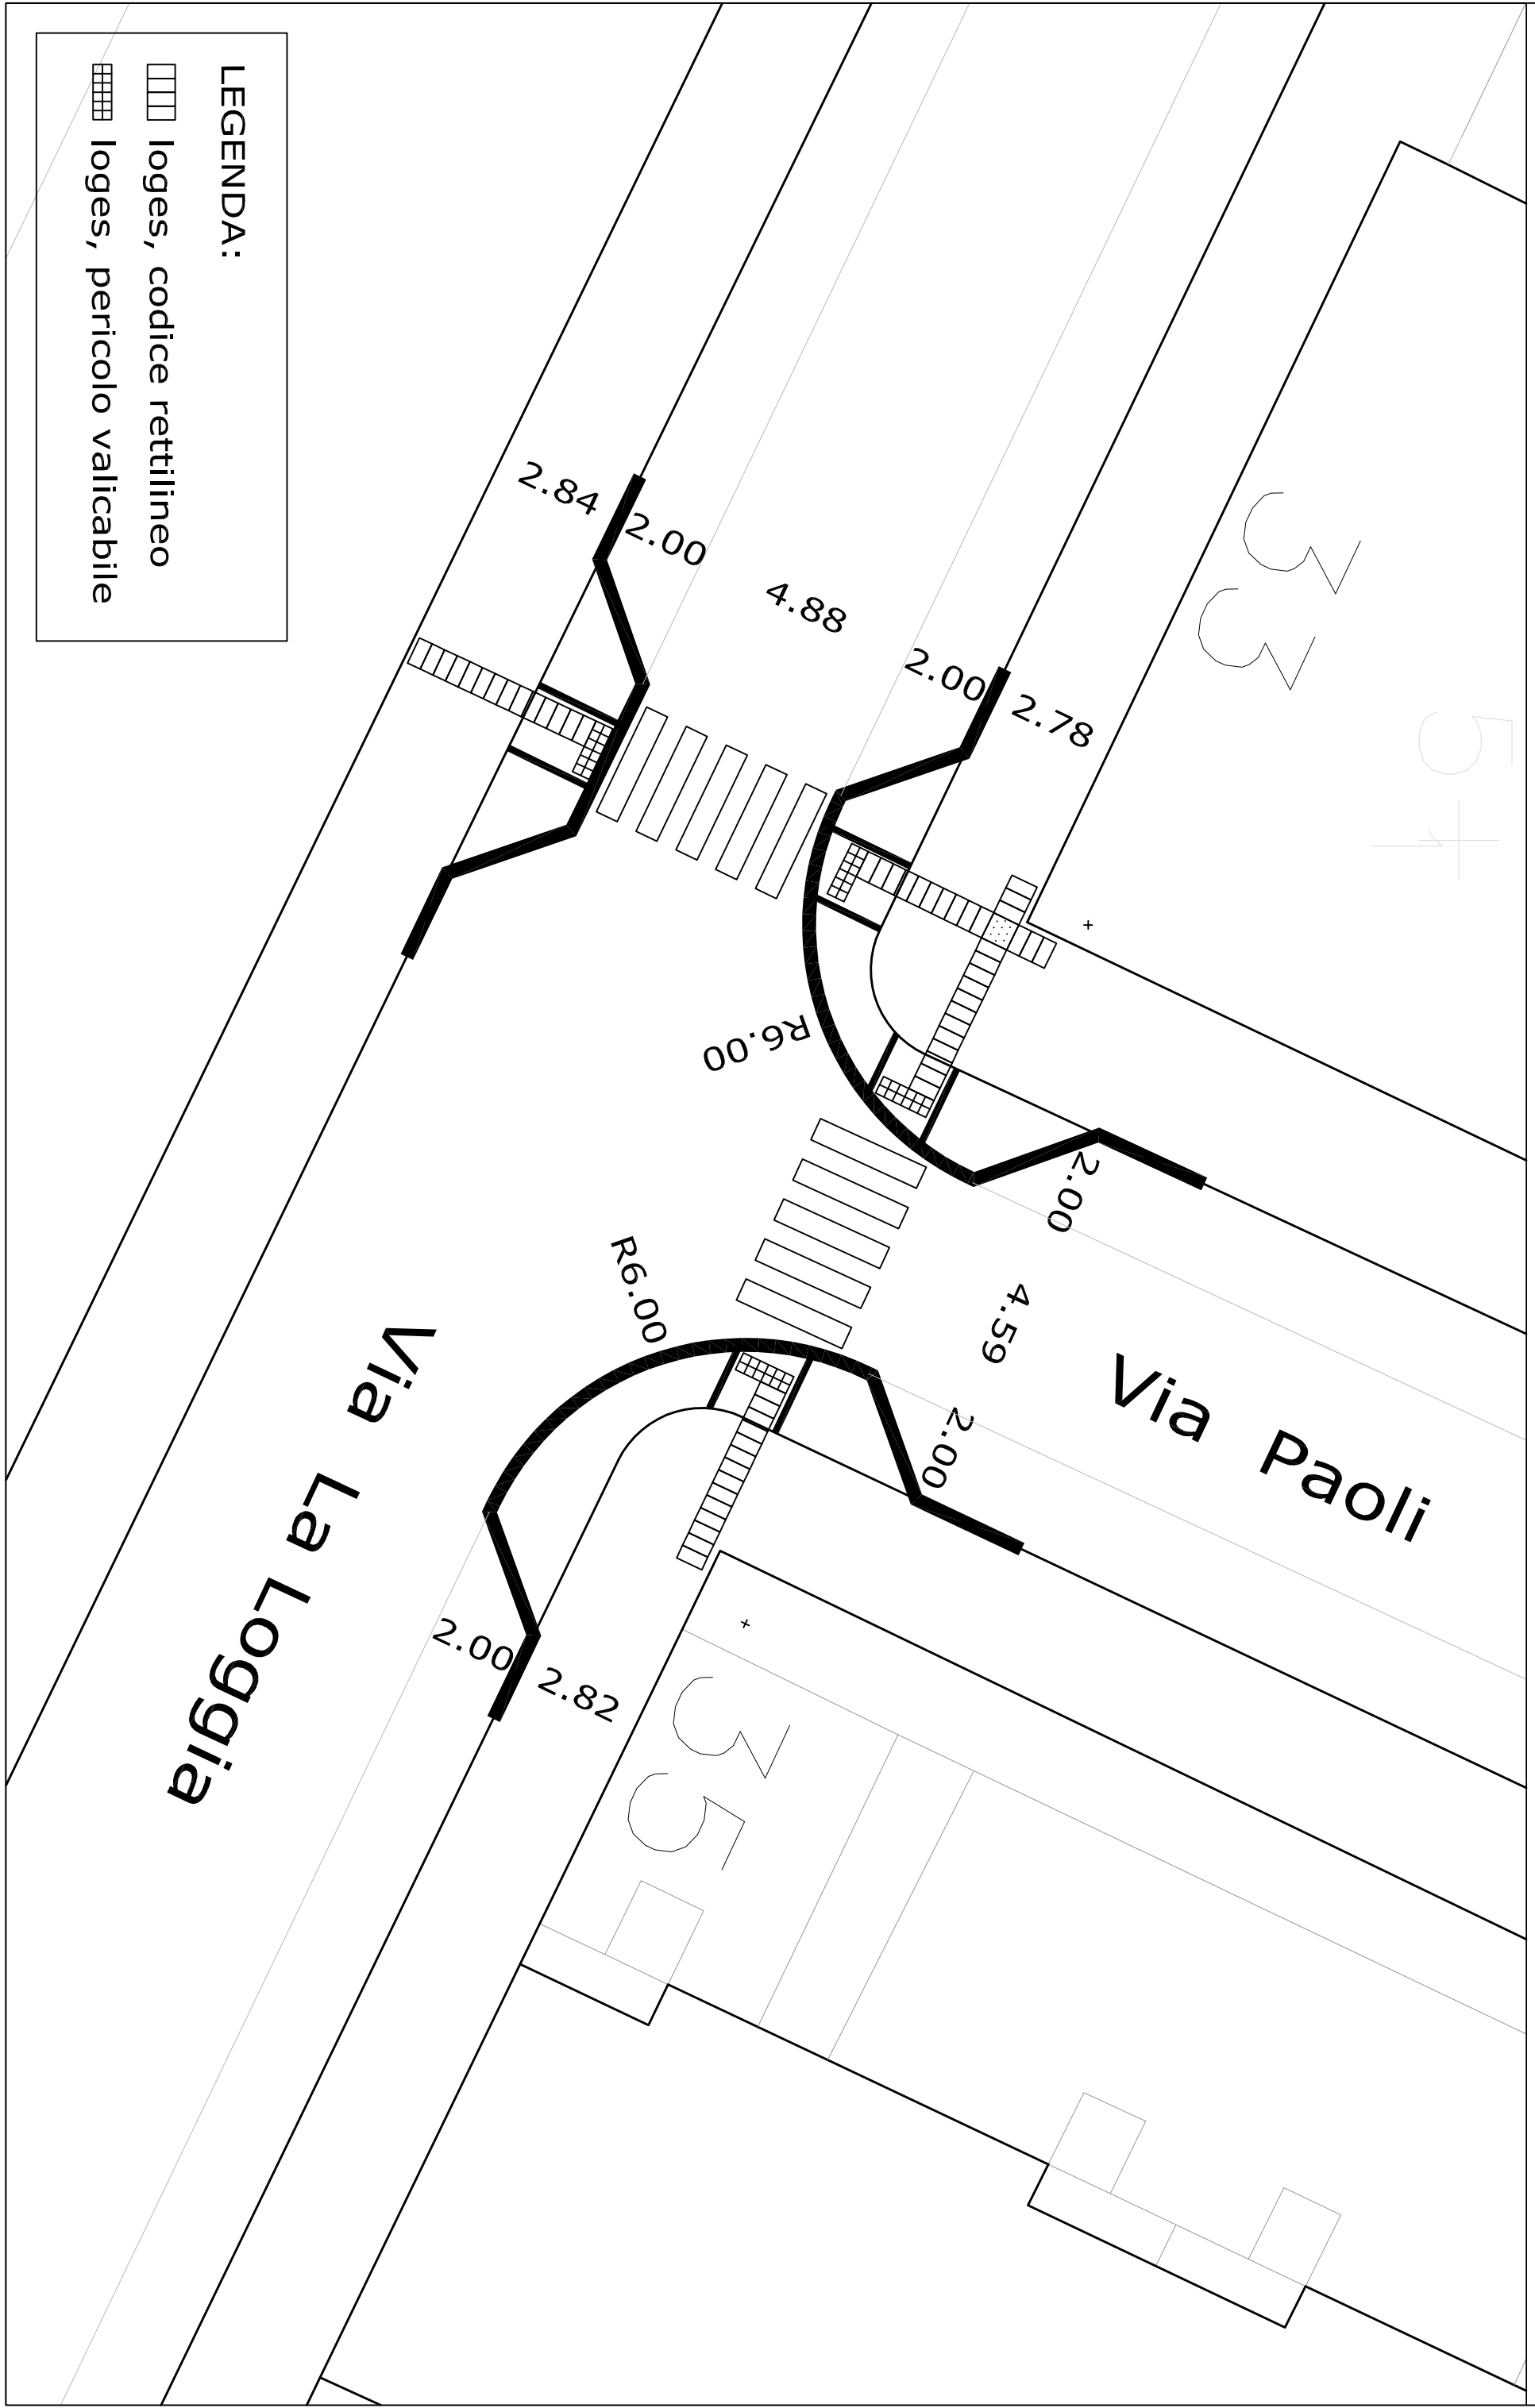 LEGENDA:
loges, codice rettilineo
loges, pericolo valicabile
2.84
2.00
4.88
2.00
2.78
33
R6.00
2.00
4.59
2.00
R6.00
Via Paoli
Via La Loggia
2.00
2.82
35